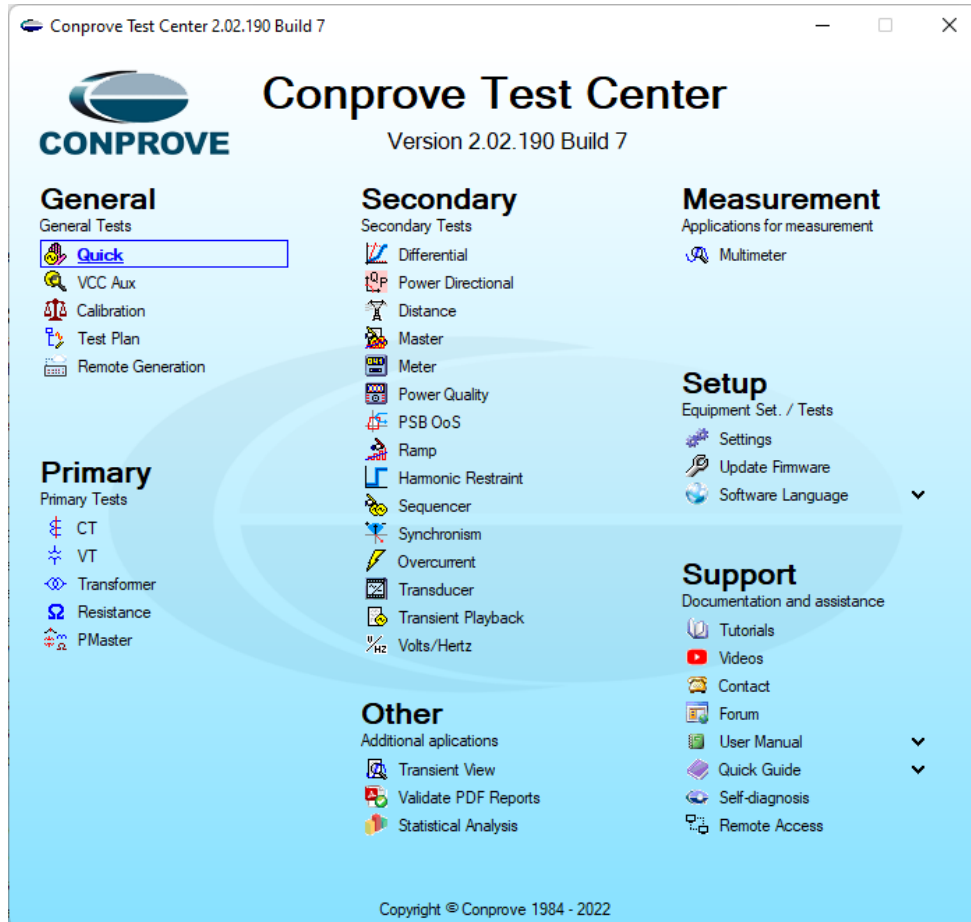 Conprove Test Center 2.02.190 Build 7
CONPROVE
Conprove Test Center
Version 2.02.190 Build 7
General
General Tests
Quick
VCC Aux
Calibration
Test Plan
Remote Generation
Primary
Primary Tests
CT
VT
Transformer
Resistance
PMaster
Secondary
Secondary Tests
Differential
Power Directional
Distance
Master
Meter
Power Quality
PSB OoS
Ramp
Harmonic Restraint
Sequencer
Synchronism
Overcurrent
Transducer
Transient Playback
Volts/Hertz
Other
Additional aplications
Transient View
Validate PDF Reports
Statistical Analysis
Measurement
Applications for measurement
Multimeter
Setup
Equipment Set. / Tests
Settings
Update Firmware
Software Language
Support
Documentation and assistance
Tutorials
Videos
Contact
Forum
User Manual
Quick Guide
Self-diagnosis
Remote Access
Copyright © Conprove 1984 - 2022